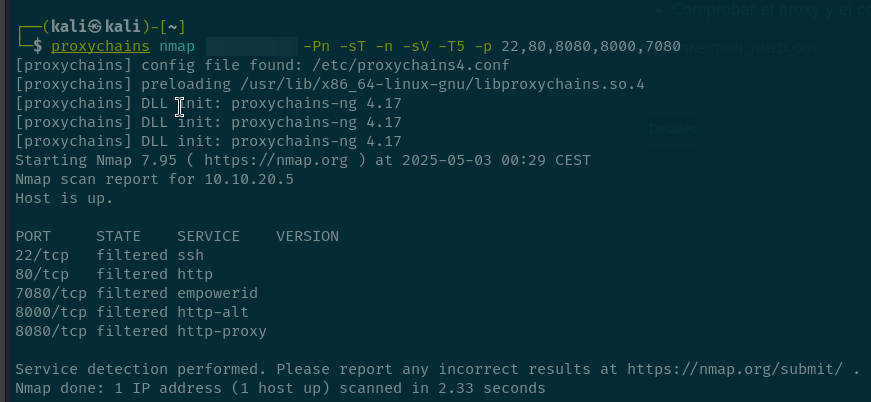 Comprobar el proxy y el co
┌──(kali㉿kali)-[~]
└─$ proxychains nmap -Pn -sT -n -sV -T5 -p 22,80,8080,8000,7080
[proxychains] config file found: /etc/proxychains4.conf
[proxychains] preloading /usr/lib/x86_64-linux-gnu/libproxychains.so.4
[proxychains] DLL init: proxychains-ng 4.17
[proxychains] DLL init: proxychains-ng 4.17
[proxychains] DLL init: proxychains-ng 4.17
Detalles
Starting Nmap 7.95 ( https://nmap.org ) at 2025-05-03 00:29 CEST
Nmap scan report for 10.10.20.5
Host is up.
PORT     STATE    SERVICE    VERSION
22/tcp   filtered ssh
80/tcp   filtered http
7080/tcp filtered empowerid
8000/tcp filtered http-alt
8080/tcp filtered http-proxy
Service detection performed. Please report any incorrect results at https://nmap.org/submit/ .
Nmap done: 1 IP address (1 host up) scanned in 2.33 seconds